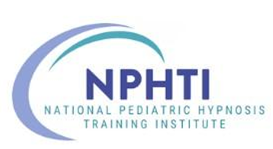 NPHTI
NATIONAL PEDIATRIC HYPNOSIS
TRAINING INSTITUTE